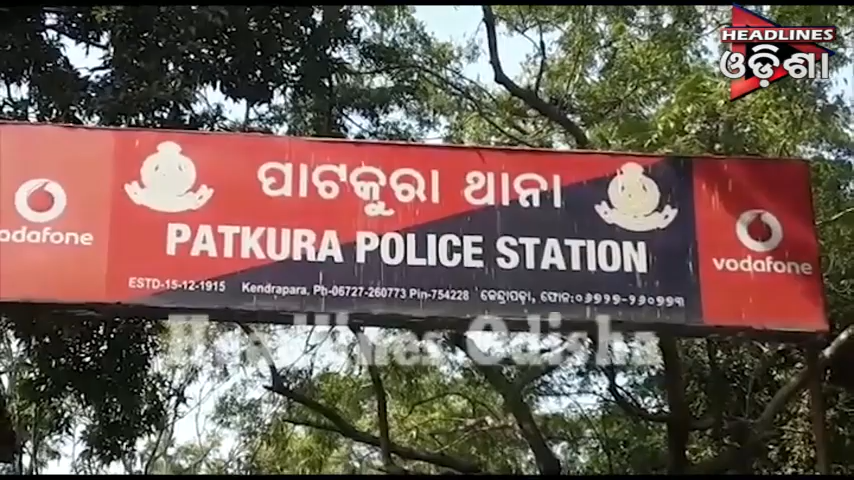 HEADLINES
ଓଡ଼ିଶା
ପାଟକୁରା ଥାନା
PATKURA POLICE STATION
vodafone
vodafone
ESTD-15-12-1915 Kendrapara, Ph-06727-260773 Pin-754228 କେନ୍ଦ୍ରାପଡ଼ା, ଫୋନ୍:୦୬୭୨୭-୨୬୦୭୭୩
Headlines Odisha